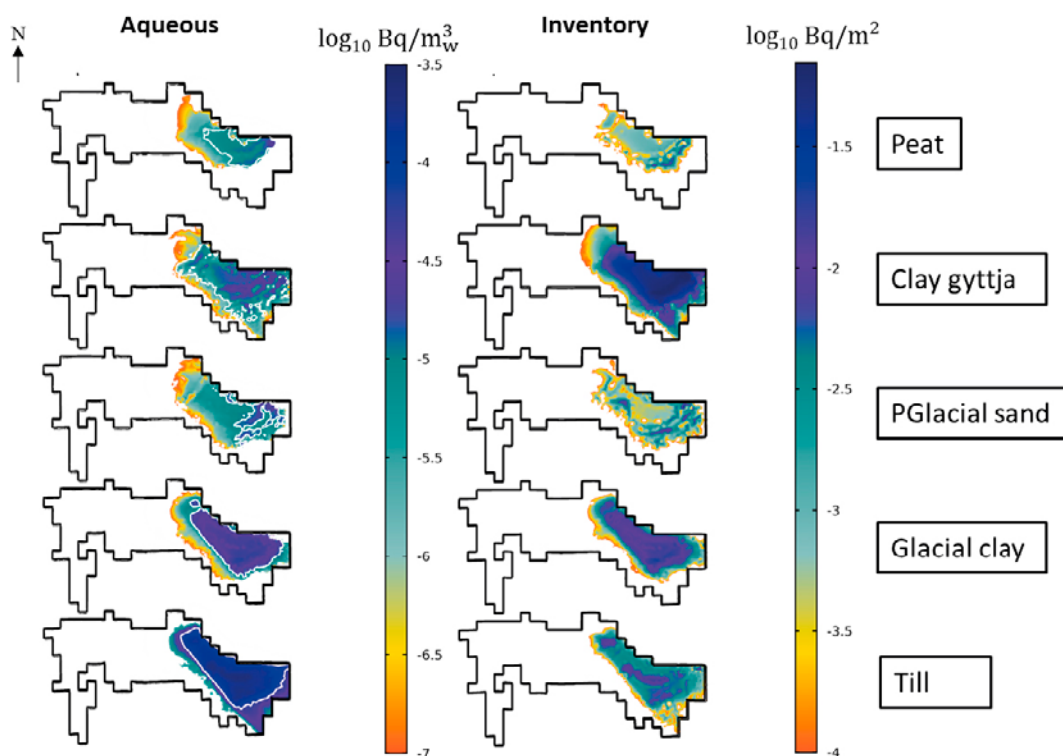 N
Aqueous
Inventory
log₁₀ Bq/m³w
log₁₀ Bq/m²
-3.5
-4
-4.5
-5
-5.5
-6
-6.5
-7
-1.5
-2
-2.5
-3
-3.5
-4
Peat
Clay gyttja
PGlacial sand
Glacial clay
Till